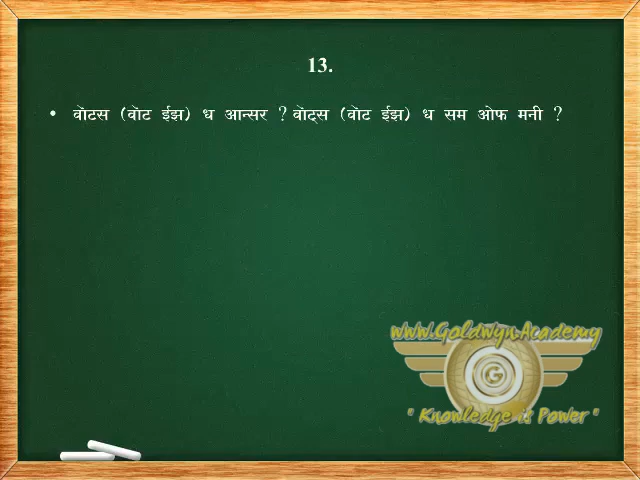 13.
• वॉटस (वॉट ईझ) ध आन्सर ? वॉट्स (वॉट ईझ) ध सम ओफ मनी ?
www.GoldwynAcademy
G
" Knowledge is Power "